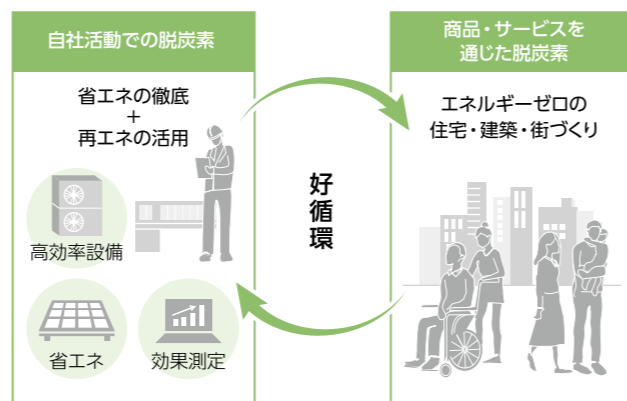 自社活動での脱炭素
省エネの徹底
+
再エネの活用
高効率設備
省エネ
効果測定
好循環
商品・サービスを
通じた脱炭素
エネルギーゼロの
住宅・建築・街づくり